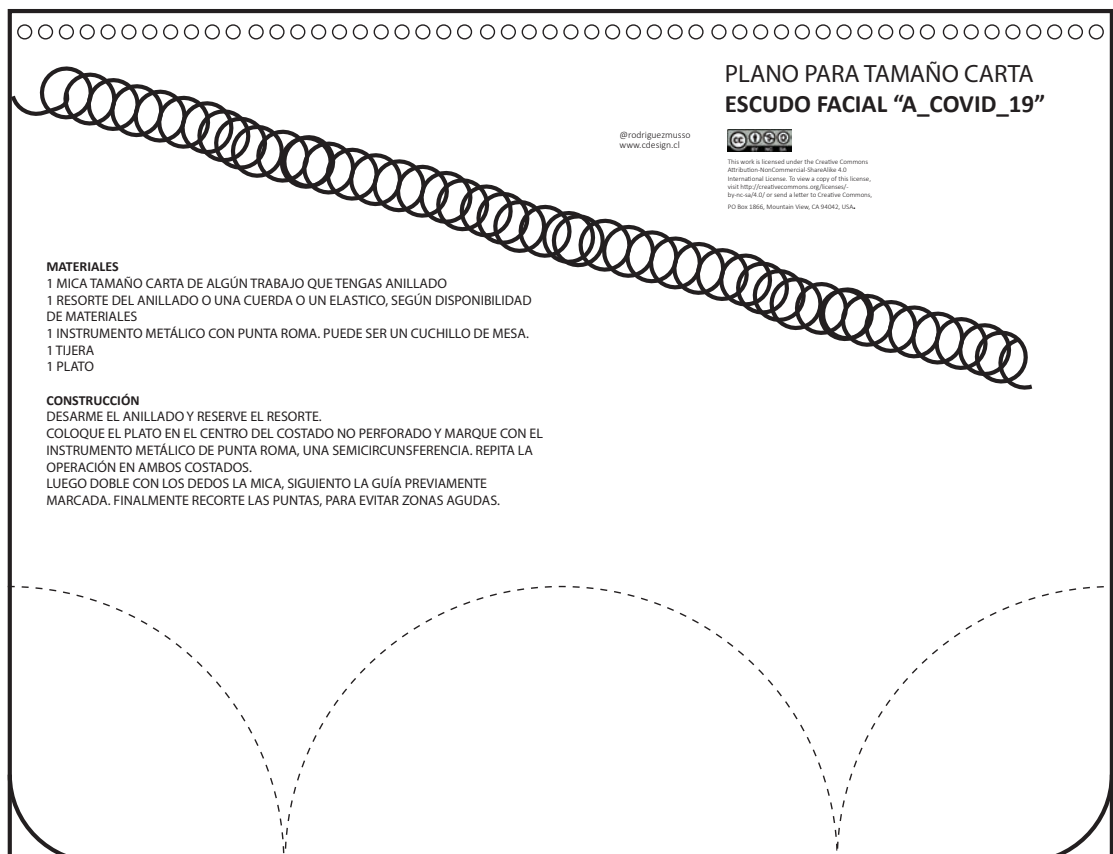 PLANO PARA TAMAÑO CARTA
ESCUDO FACIAL “A_COVID_19”
@rodriguezmusso
www.cdesign.cl
cc
BY NC SA
This work is licensed under the Creative Commons
Attribution-NonCommercial-ShareAlike 4.0
International License. To view a copy of this license,
visit http://creativecommons.org/licenses/-
by-nc-sa/4.0/ or send a letter to Creative Commons,
PO Box 1866, Mountain View, CA 94042, USA.
MATERIALES
1 MICA TAMAÑO CARTA DE ALGÚN TRABAJO QUE TENGAS ANILLADO
1 RESORTE DEL ANILLADO O UNA CUERDA O UN ELASTICO, SEGÚN DISPONIBILIDAD
DE MATERIALES
1 INSTRUMENTO METÁLICO CON PUNTA ROMA. PUEDE SER UN CUCHILLO DE MESA.
1 TIJERA
1 PLATO
CONSTRUCCIÓN
DESARME EL ANILLADO Y RESERVE EL RESORTE.
COLOQUE EL PLATO EN EL CENTRO DEL COSTADO NO PERFORADO Y MARQUE CON EL
INSTRUMENTO METÁLICO DE PUNTA ROMA, UNA SEMICIRCUNSFERENCIA. REPITA LA
OPERACIÓN EN AMBOS COSTADOS.
LUEGO DOBLE CON LOS DEDOS LA MICA, SIGUIENTO LA GUÍA PREVIAMENTE
MARCADA. FINALMENTE RECORTE LAS PUNTAS, PARA EVITAR ZONAS AGUDAS.